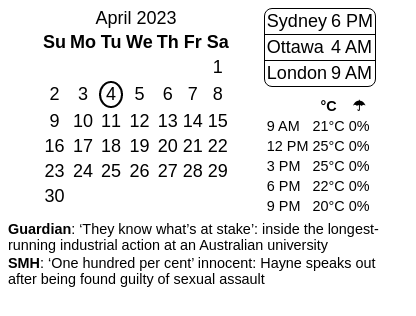 April 2023
Su Mo Tu We Th Fr Sa
1
2 3 4 5 6 7 8
9 10 11 12 13 14 15
16 17 18 19 20 21 22
23 24 25 26 27 28 29
30
Sydney 6 PM
Ottawa 4 AM
London 9 AM
°C ☂
9 AM 21°C 0%
12 PM 25°C 0%
3 PM 25°C 0%
6 PM 22°C 0%
9 PM 20°C 0%
Guardian: ‘They know what’s at stake’: inside the longest-
running industrial action at an Australian university
SMH: ‘One hundred per cent’ innocent: Hayne speaks out
after being found guilty of sexual assault